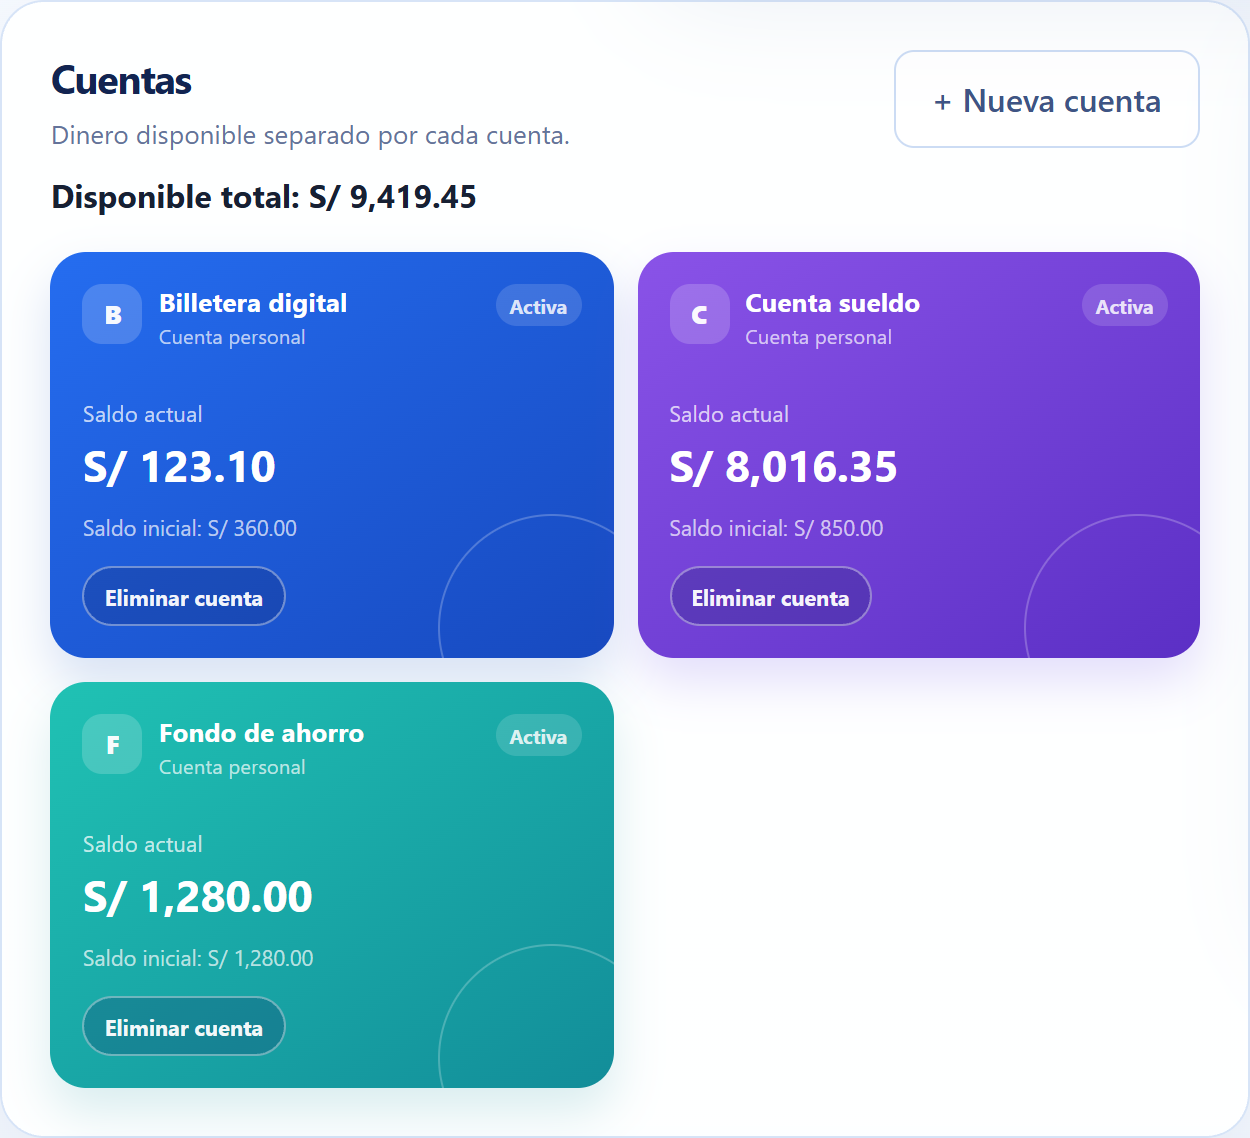 Cuentas
Dinero disponible separado por cada cuenta.
Disponible total: S/ 9,419.45
+ Nueva cuenta
B
Billetera digital
Cuenta personal
Activa
Saldo actual
S/ 123.10
Saldo inicial: S/ 360.00
Eliminar cuenta
C
Cuenta sueldo
Cuenta personal
Activa
Saldo actual
S/ 8,016.35
Saldo inicial: S/ 850.00
Eliminar cuenta
F
Fondo de ahorro
Cuenta personal
Activa
Saldo actual
S/ 1,280.00
Saldo inicial: S/ 1,280.00
Eliminar cuenta